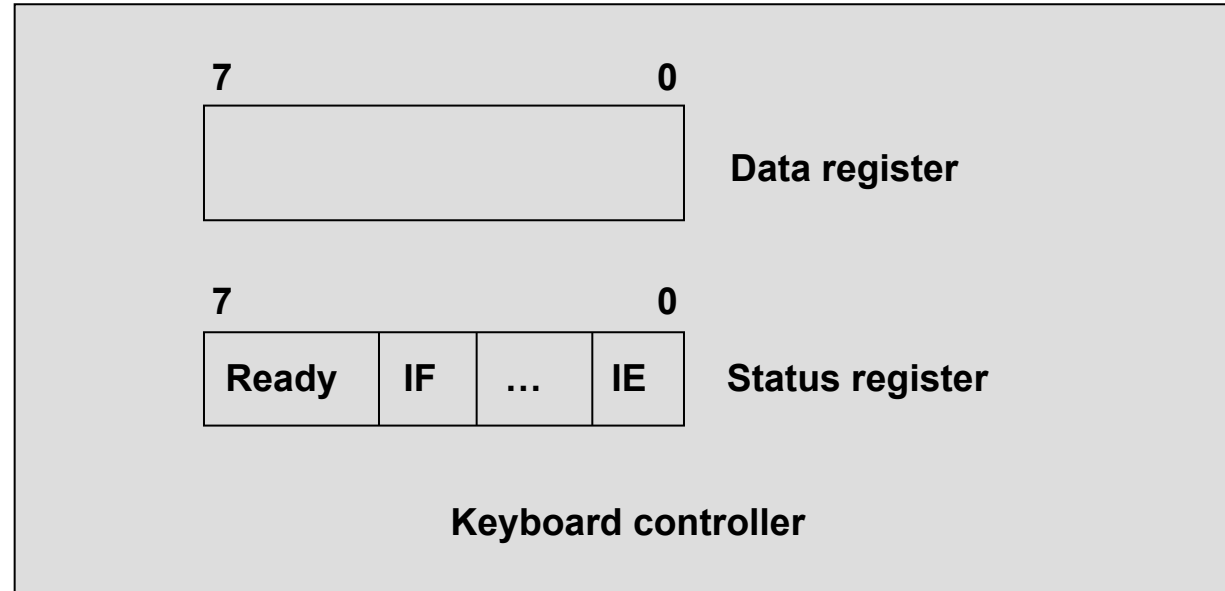 7 0
Data register
7 0
Ready IF … IE Status register
Keyboard controller